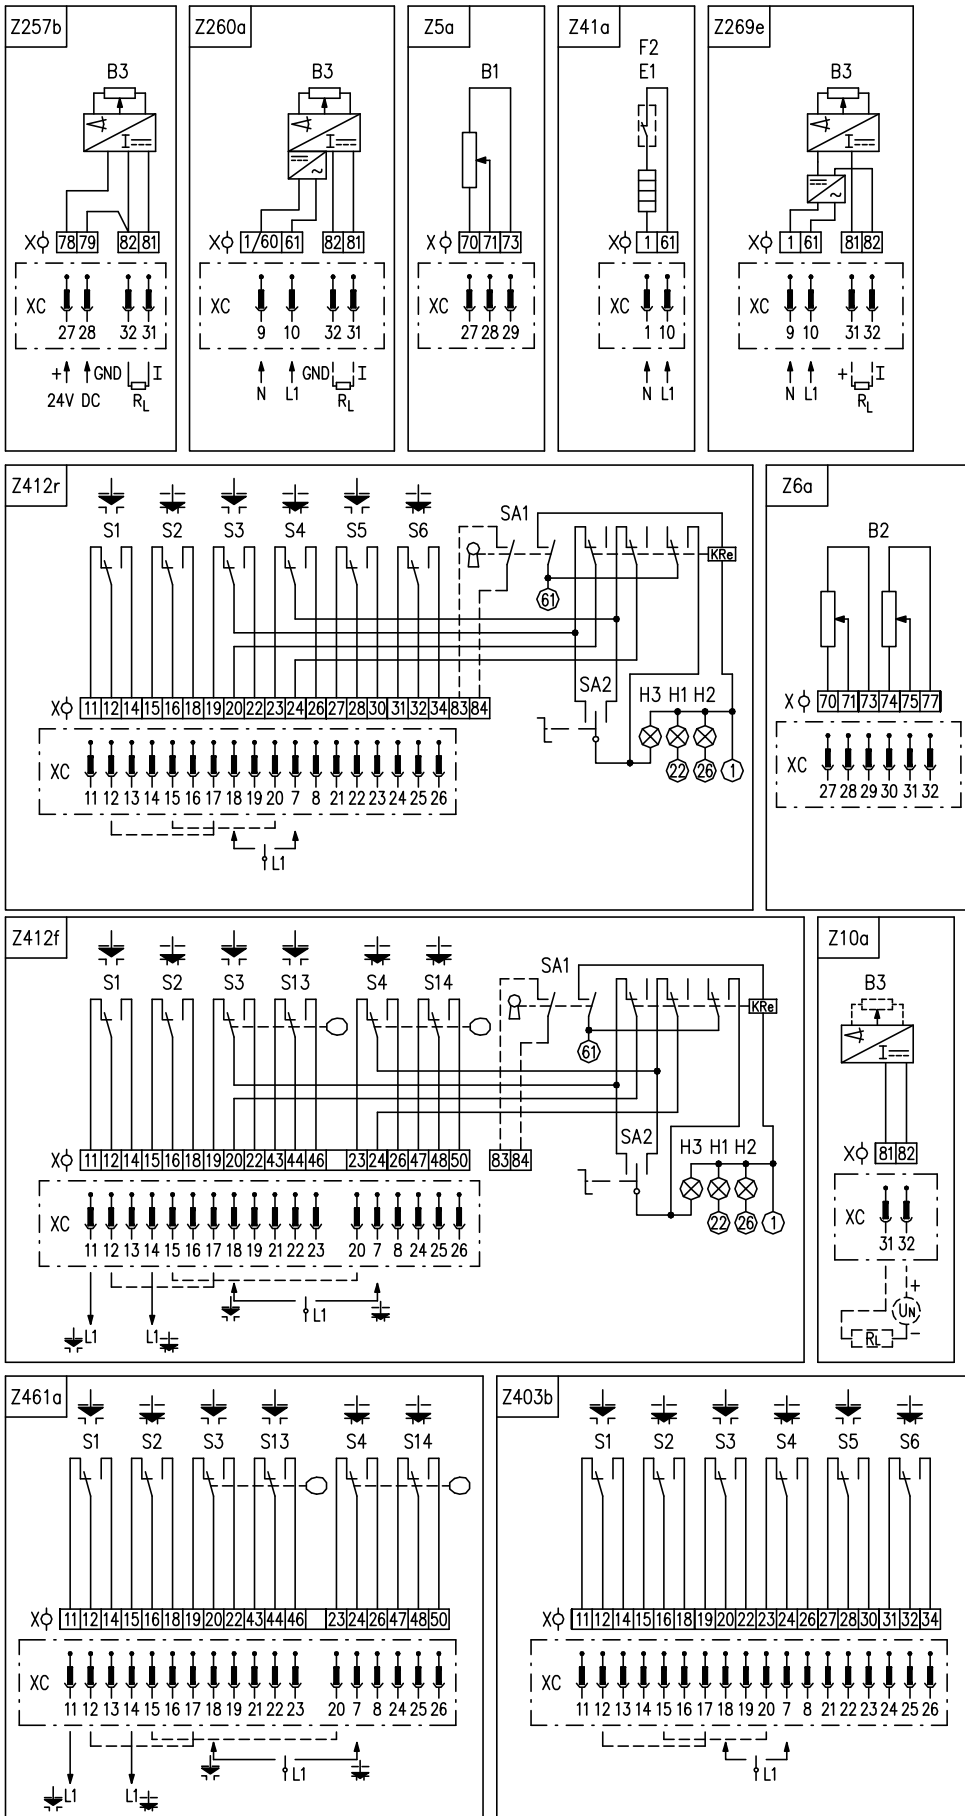 Z257b
B3
I
X 78 79 82 81
XC
27 28 32 31
+ GND I
24V DC RL
Z260a
B3
I
~
X 1/60 61 82 81
XC
9 10 32 31
GND I
N L1 RL
Z5a
B1
X 70 71 73
XC
27 28 29
Z41a
F2
E1
X 1 61
XC
1 10
N L1
Z269e
B3
I
~
X 1 61 81 82
XC
9 10 31 32
+ I
N L1 RL
Z412r
S1 S2 S3 S4 S5 S6
SA1
KRe
61
SA2
H3 H1 H2
22 26 1
X 11 12 14 15 16 18 19 20 22 23 24 26 27 28 30 31 32 34 83 84
XC
11 12 13 14 15 16 17 18 19 20 7 8 21 22 23 24 25 26
L1
Z6a
B2
X 70 71 73 74 75 77
XC
27 28 29 30 31 32
Z412f
S1 S2 S3 S13 S4 S14
SA1
KRe
61
SA2
H3 H1 H2
22 26 1
X 11 12 14 15 16 18 19 20 22 43 44 46 23 24 26 47 48 50 83 84
XC
11 12 13 14 15 16 17 18 19 21 22 23 20 7 8 24 25 26
L1 L1 L1
Z10a
B3
I
X 81 82
XC
31 32
+
UN
RL −
Z461a
S1 S2 S3 S13 S4 S14
X 11 12 14 15 16 18 19 20 22 43 44 46 23 24 26 47 48 50
XC
11 12 13 14 15 16 17 18 19 21 22 23 20 7 8 24 25 26
L1 L1 L1
Z403b
S1 S2 S3 S4 S5 S6
X 11 12 14 15 16 18 19 20 22 23 24 26 27 28 30 31 32 34
XC
11 12 13 14 15 16 17 18 19 20 7 8 21 22 23 24 25 26
L1